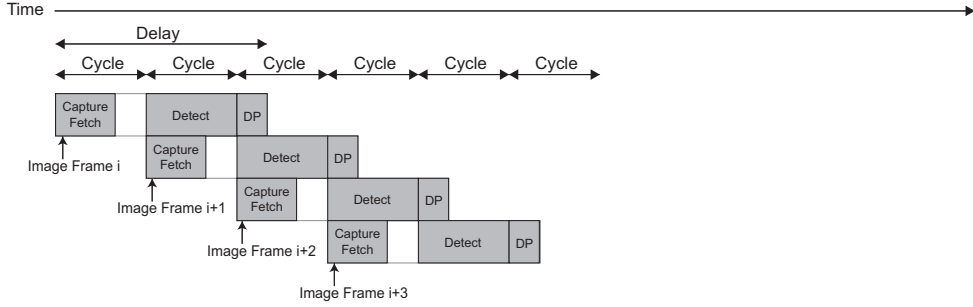 Time
Delay
Cycle Cycle Cycle Cycle Cycle Cycle
Capture
Fetch
Detect DP
Image Frame i
Capture
Fetch
Detect DP
Image Frame i+1
Capture
Fetch
Detect DP
Image Frame i+2
Capture
Fetch
Detect DP
Image Frame i+3